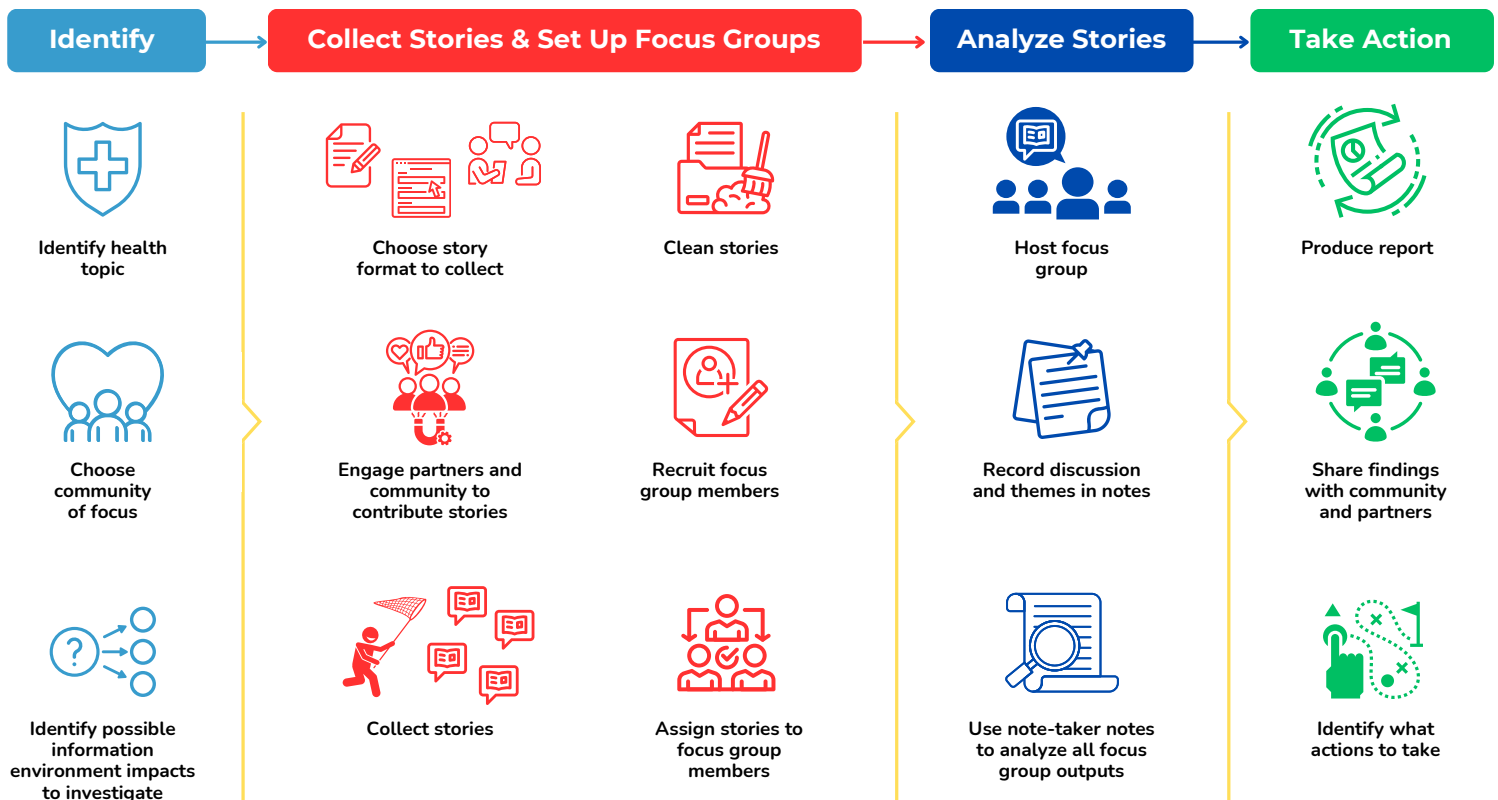 Identify
Collect Stories & Set Up Focus Groups
Analyze Stories
Take Action
Identify health
topic
Choose
community
of focus
Identify possible
information
environment impacts
to investigate
Choose story
format to collect
Engage partners and
community to
contribute stories
Collect stories
Clean stories
Recruit focus
group members
Assign stories to
focus group
members
Host focus
group
Record discussion
and themes in notes
Use note-taker notes
to analyze all focus
group outputs
Produce report
Share findings
with community
and partners
Identify what
actions to take